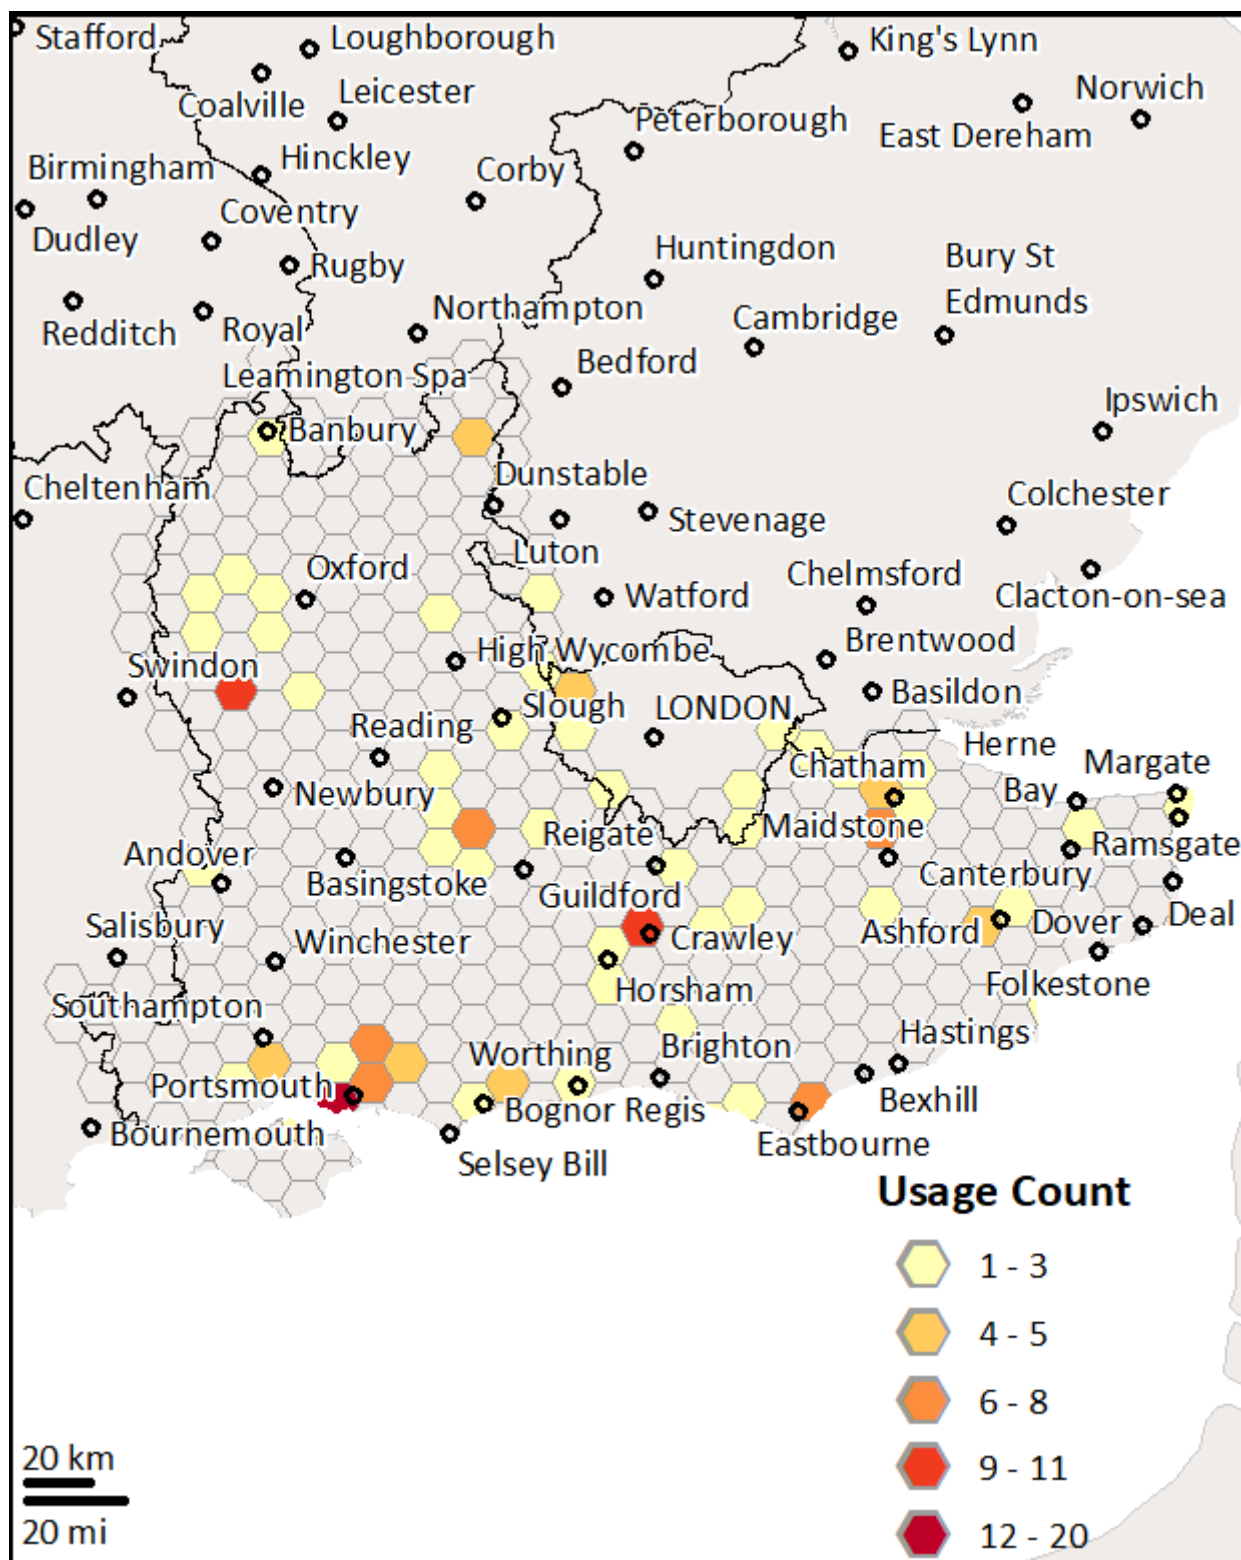 Stafford
Loughborough
King's Lynn
Coalville
Leicester
Norwich
Peterborough
East Dereham
Birmingham
Hinckley
Corby
Dudley
Coventry
Rugby
Huntingdon
Bury St
Edmunds
Redditch
Royal
Leamington Spa
Northampton
Cambridge
Bedford
Ipswich
Banbury
Cheltenham
Dunstable
Colchester
Stevenage
Luton
Oxford
Chelmsford
Watford
Clacton-on-sea
Brentwood
High Wycombe
Swindon
Basildon
Slough
LONDON
Reading
Herne
Bay
Margate
Chatham
Newbury
Reigate
Maidstone
Ramsgate
Andover
Basingstoke
Guildford
Canterbury
Salisbury
Winchester
Crawley
Ashford
Dover
Deal
Horsham
Folkestone
Southampton
Hastings
Worthing
Brighton
Portsmouth
Bognor Regis
Bexhill
Bournemouth
Eastbourne
Selsey Bill
Usage Count
1 - 3
4 - 5
6 - 8
9 - 11
12 - 20
20 km
20 mi